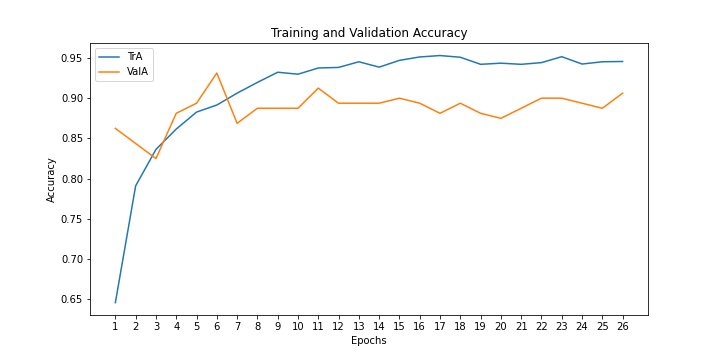 Training and Validation Accuracy
TrA
ValA
Accuracy
0.95
0.90
0.85
0.80
0.75
0.70
0.65
1 2 3 4 5 6 7 8 9 10 11 12 13 14 15 16 17 18 19 20 21 22 23 24 25 26
Epochs